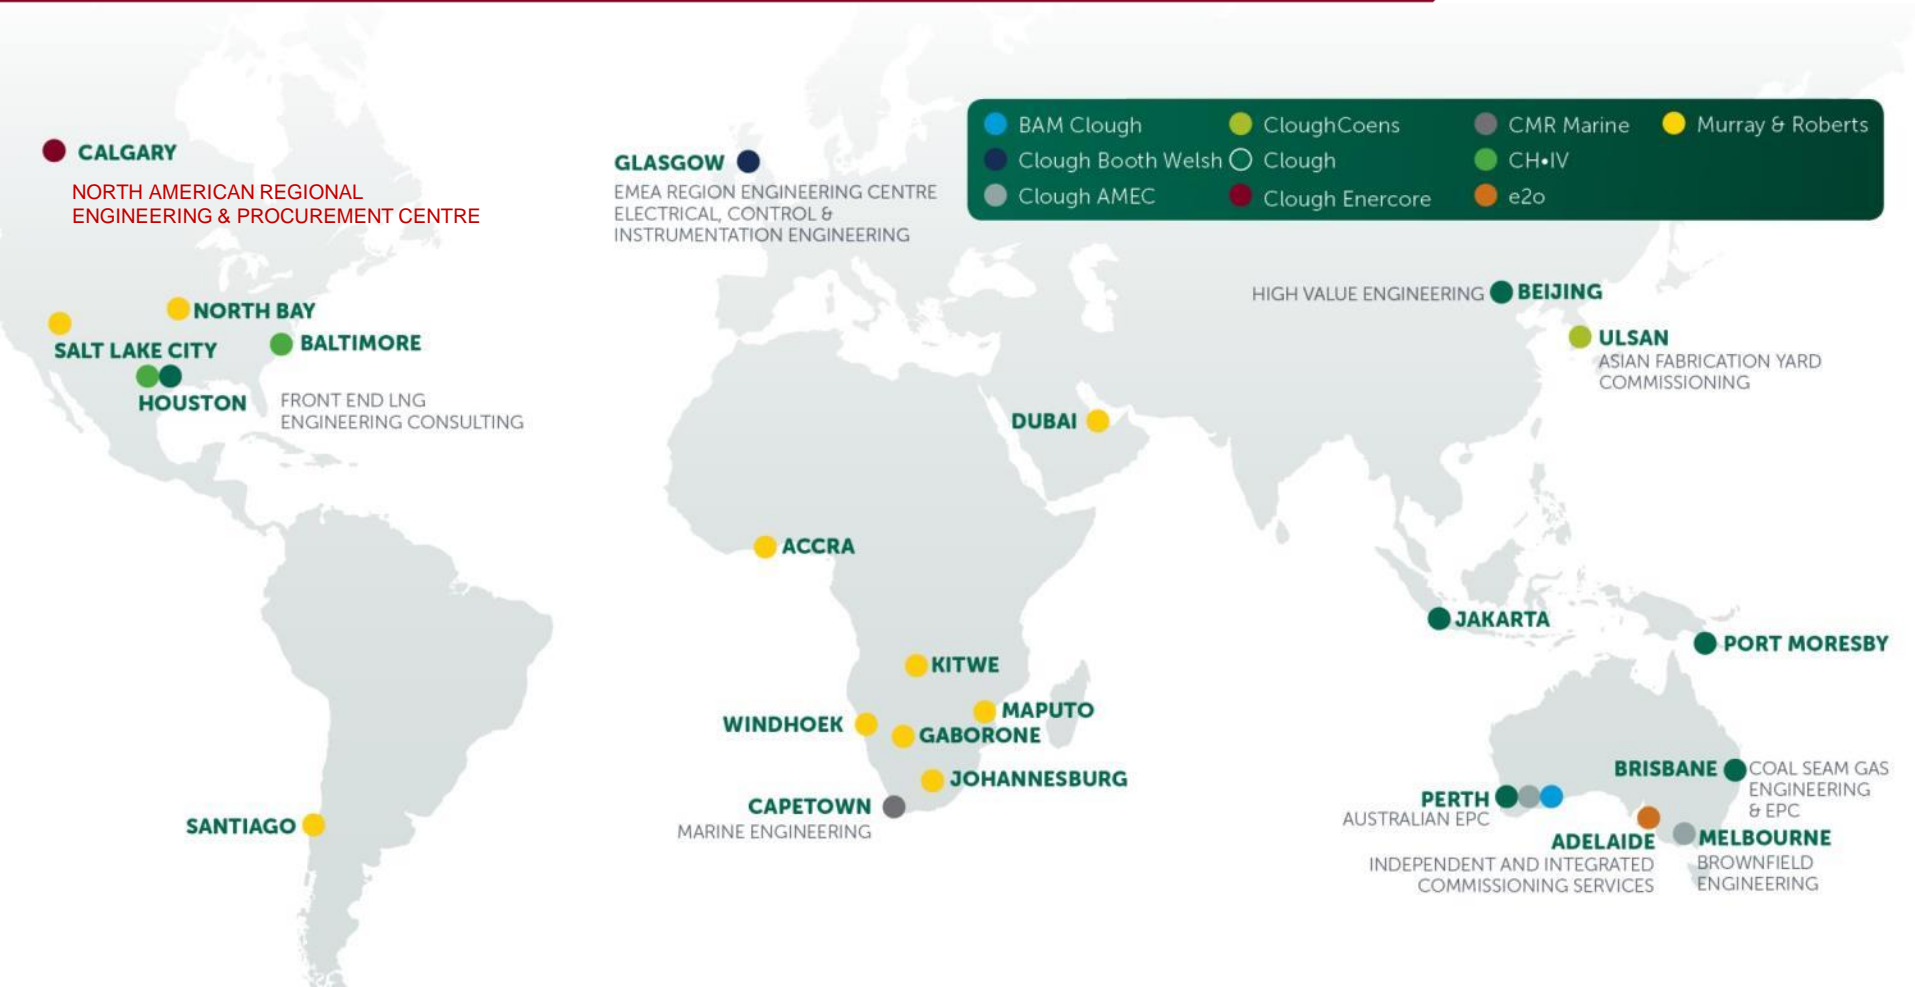 CALGARY
NORTH AMERICAN REGIONAL
ENGINEERING & PROCUREMENT CENTRE
GLASGOW
EMEA REGION ENGINEERING CENTRE
ELECTRICAL, CONTROL &
INSTRUMENTATION ENGINEERING
BAM Clough
CloughCoens
CMR Marine
Murray & Roberts
Clough Booth Welsh
Clough
CH•IV
Clough AMEC
Clough Enercore
e2o
NORTH BAY
SALT LAKE CITY
BALTIMORE
HOUSTON
FRONT END LNG
ENGINEERING CONSULTING
HIGH VALUE ENGINEERING
BEIJING
ULSAN
ASIAN FABRICATION YARD
COMMISSIONING
DUBAI
ACCRA
JAKARTA
PORT MORESBY
KITWE
MAPUTO
WINDHOEK
GABORONE
JOHANNESBURG
CAPETOWN
MARINE ENGINEERING
SANTIAGO
BRISBANE
COAL SEAM GAS
ENGINEERING
& EPC
PERTH
AUSTRALIAN EPC
ADELAIDE
INDEPENDENT AND INTEGRATED
COMMISSIONING SERVICES
MELBOURNE
BROWNFIELD
ENGINEERING